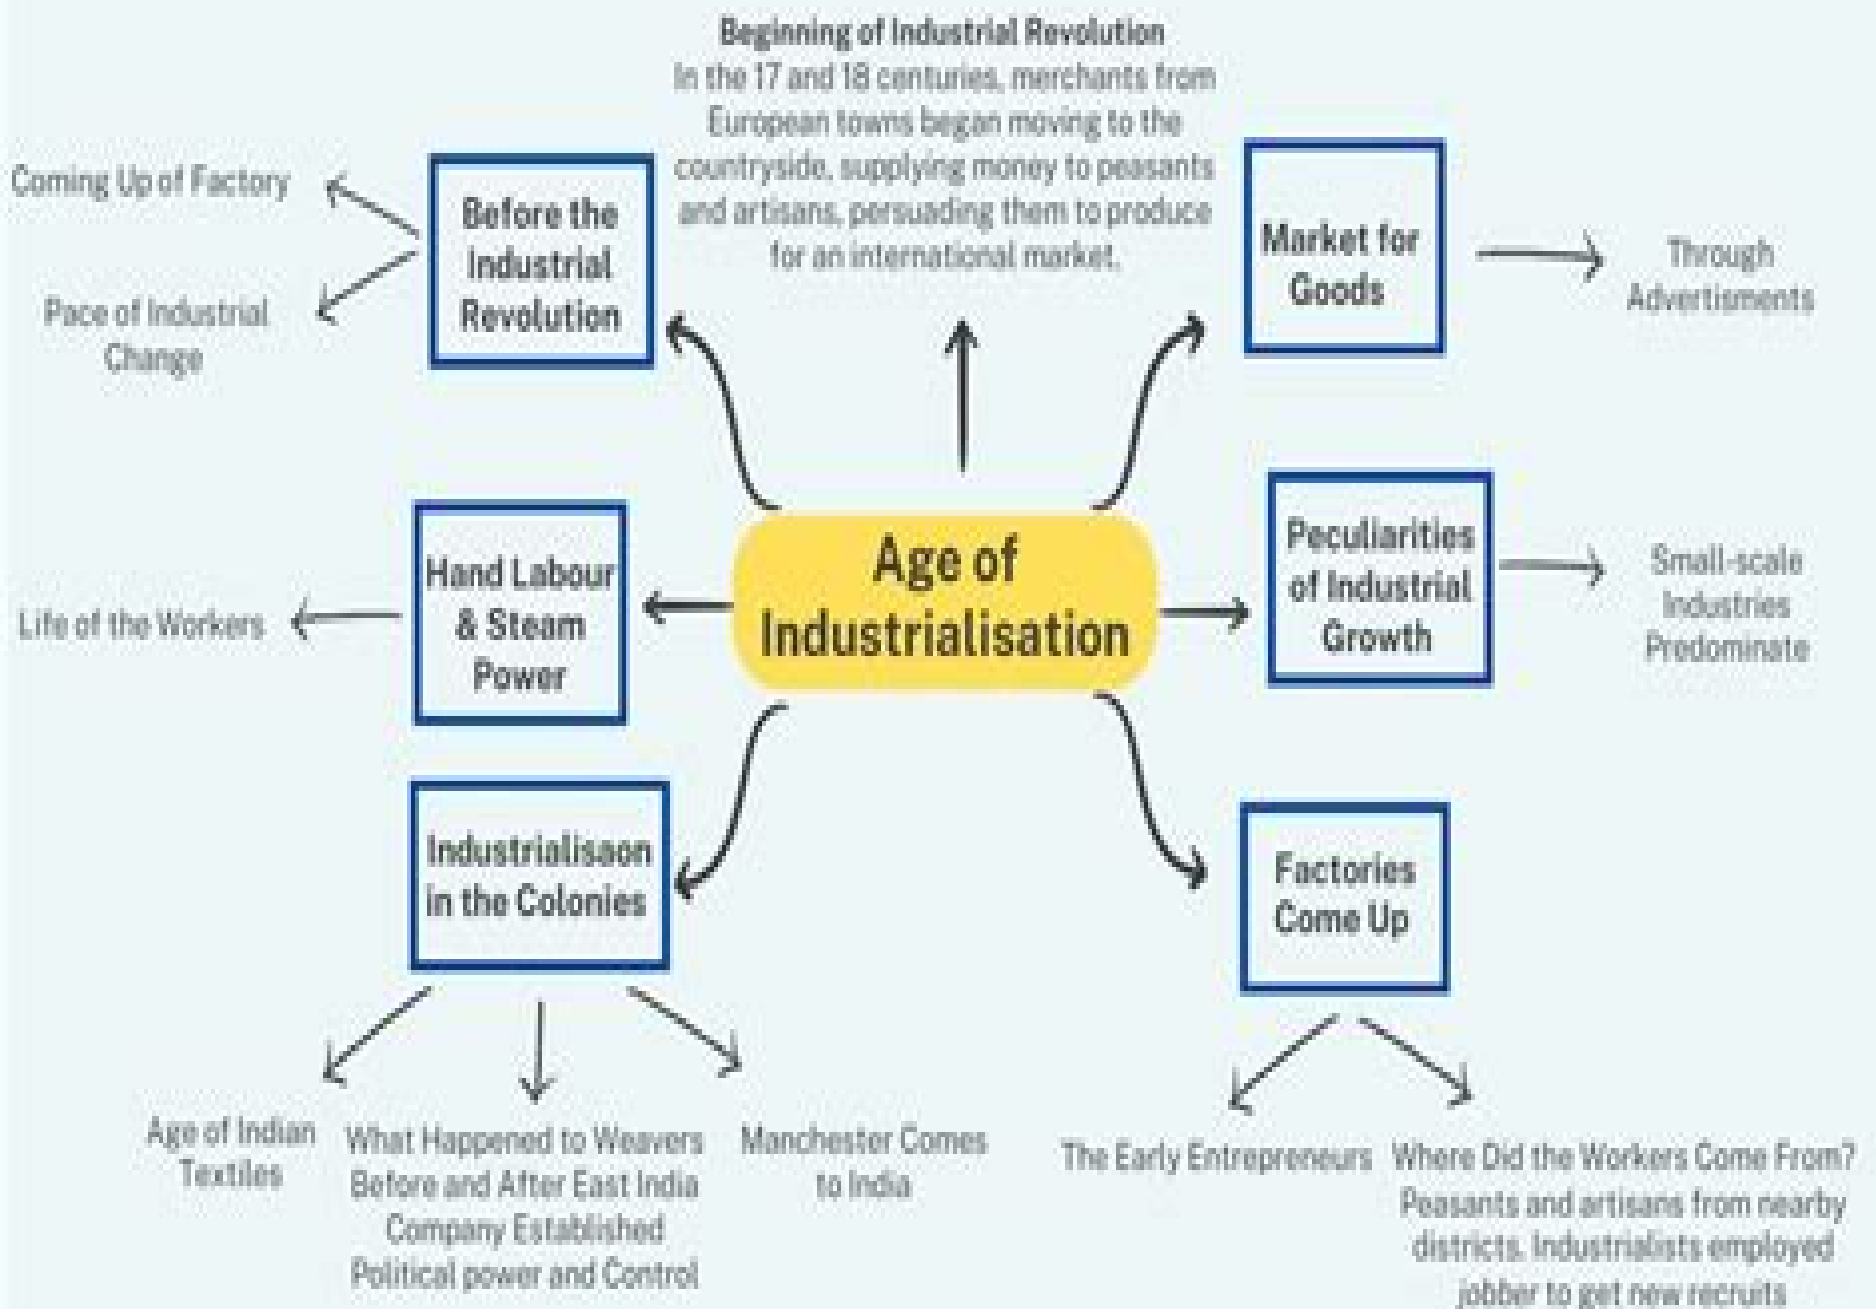 Beginning of Industrial Revolution
In the 17 and 18 centuries, merchants from
European towns began moving to the
countryside, supplying money to peasants
and artisans, persuading them to produce
for an international market.
Coming Up of Factory
Pace of Industrial
Change
Before the
Industrial
Revolution
Market for
Goods
Through
Advertisments
Life of the Workers
Hand Labour
& Steam
Power
Age of
Industrialisation
Peculiarities
of Industrial
Growth
Small-scale
Industries
Predominate
Industrialisaon
in the Colonies
Factories
Come Up
Age of Indian
Textiles
What Happened to Weavers
Before and After East India
Company Established
Political power and Control
Manchester Comes
to India
The Early Entrepreneurs
Where Did the Workers Come From?
Peasants and artisans from nearby
districts. Industrialists employed
jobber to get new recruits